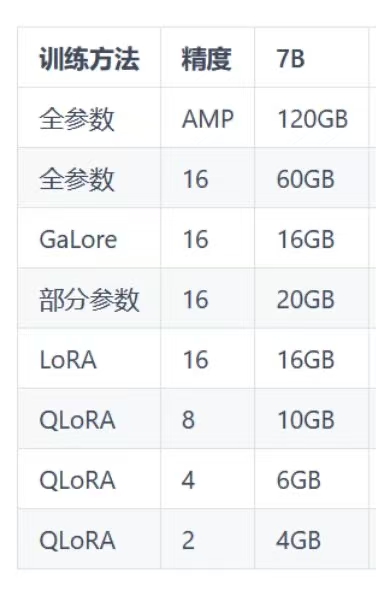 训练方法 精度 7B
全参数 AMP 120GB
全参数 16 60GB
GaLore 16 16GB
部分参数 16 20GB
LoRA 16 16GB
QLoRA 8 10GB
QLoRA 4 6GB
QLoRA 2 4GB